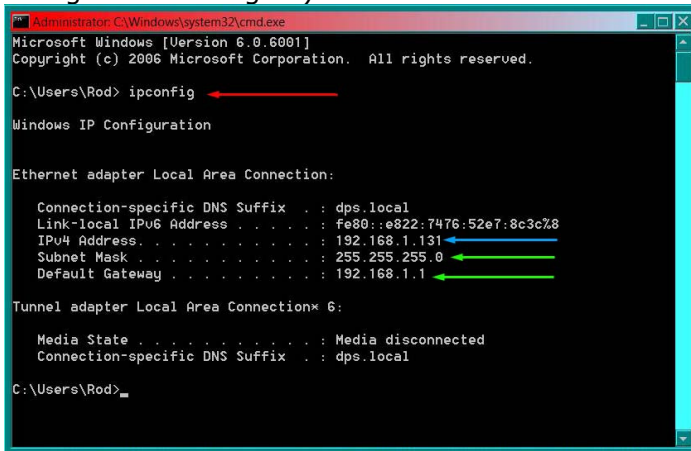 Administrator: C:\Windows\system32\cmd.exe
Microsoft Windows [Version 6.0.6001]
Copyright (c) 2006 Microsoft Corporation.  All rights reserved.
C:\Users\Rod> ipconfig
Windows IP Configuration
Ethernet adapter Local Area Connection:
Connection-specific DNS Suffix  . : dps.local
Link-local IPv6 Address . . . . . : fe80::e822:7476:52e7:8c3c%8
IPv4 Address. . . . . . . . . . . : 192.168.1.131
Subnet Mask . . . . . . . . . . . : 255.255.255.0
Default Gateway . . . . . . . . . : 192.168.1.1
Tunnel adapter Local Area Connection* 6:
Media State . . . . . . . . . . . : Media disconnected
Connection-specific DNS Suffix  . : dps.local
C:\Users\Rod>_